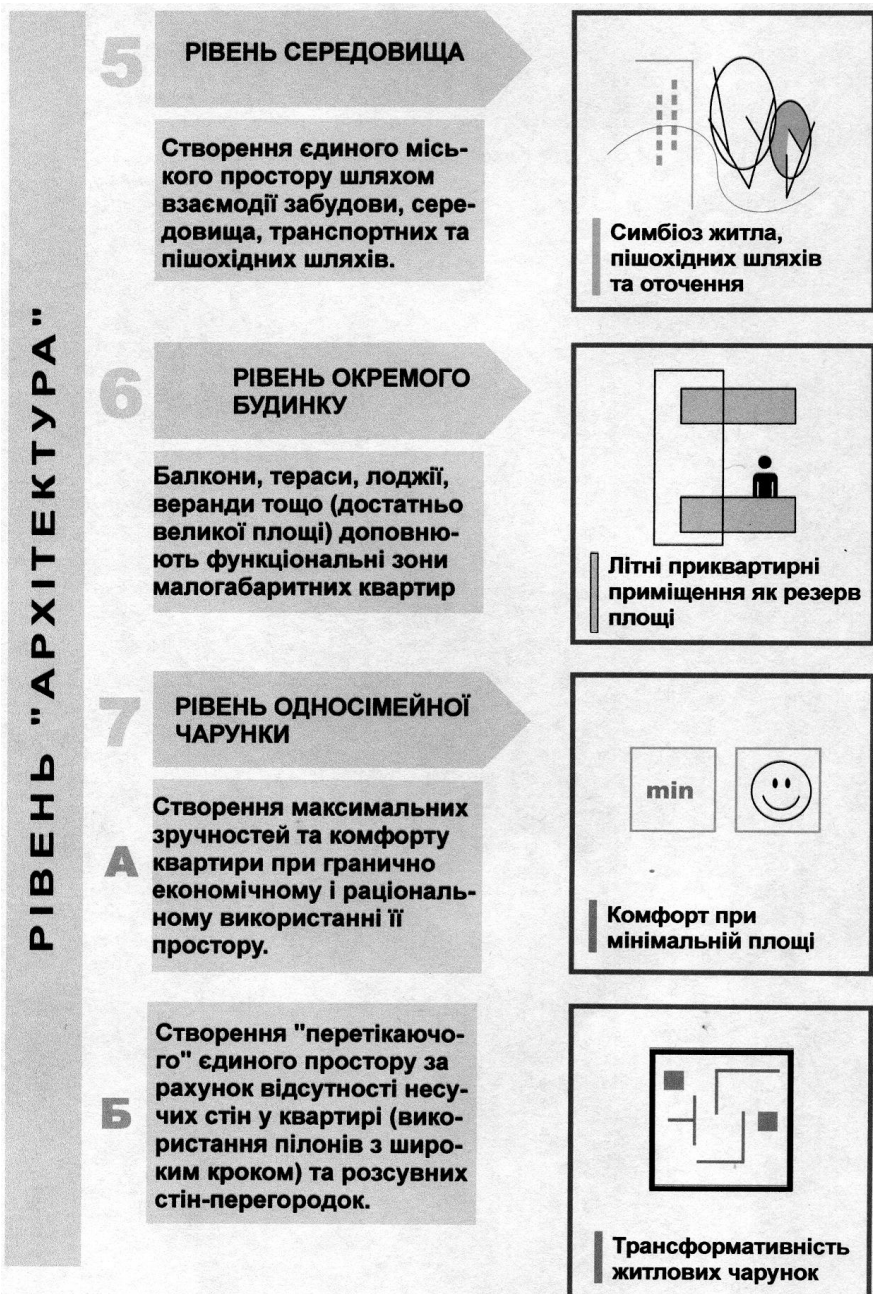 РІВЕНЬ "АРХІТЕКТУРА"
5
РІВЕНЬ СЕРЕДОВИЩА
Створення єдиного місь-
кого простору шляхом
взаємодії забудови, сере-
довища, транспортних та
пішохідних шляхів.
Симбіоз житла,
пішохідних шляхів
та оточення
6
РІВЕНЬ ОКРЕМОГО
БУДИНКУ
Балкони, тераси, лоджії,
веранди тощо (достатньо
великої площі) доповню-
ють функціональні зони
малогабаритних квартир
Літні приквартирні
приміщення як резерв
площі
7
РІВЕНЬ ОДНОСІМЕЙНОЇ
ЧАРУНКИ
А
Створення максимальних
зручностей та комфорту
квартири при гранично
економічному і раціональ-
ному використанні її
простору.
min
Комфорт при
мінімальній площі
Б
Створення "перетікаючо-
го" єдиного простору за
рахунок відсутності несу-
чих стін у квартирі (вико-
ристання пілонів з широ-
ким кроком) та розсувних
стін-перегородок.
Трансформативність
житлових чарунок